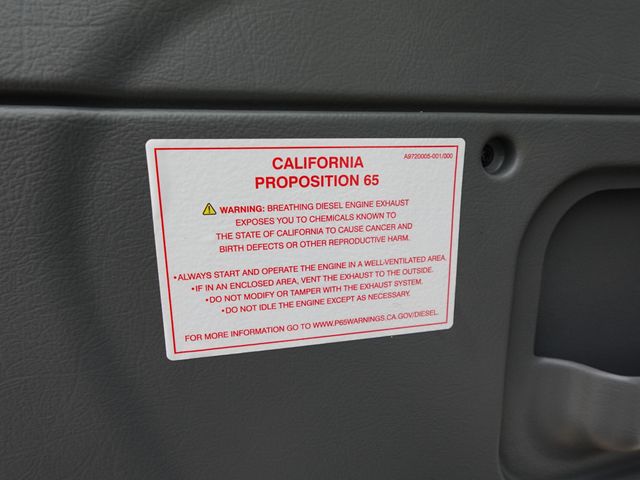 A9720005-001/000
CALIFORNIA
PROPOSITION 65
WARNING: BREATHING DIESEL ENGINE EXHAUST
EXPOSES YOU TO CHEMICALS KNOWN TO
THE STATE OF CALIFORNIA TO CAUSE CANCER AND
BIRTH DEFECTS OR OTHER REPRODUCTIVE HARM.
•ALWAYS START AND OPERATE THE ENGINE IN A WELL-VENTILATED AREA.
•IF IN AN ENCLOSED AREA, VENT THE EXHAUST TO THE OUTSIDE.
•DO NOT MODIFY OR TAMPER WITH THE EXHAUST SYSTEM.
•DO NOT IDLE THE ENGINE EXCEPT AS NECESSARY.
FOR MORE INFORMATION GO TO WWW.P65WARNINGS.CA.GOV/DIESEL.